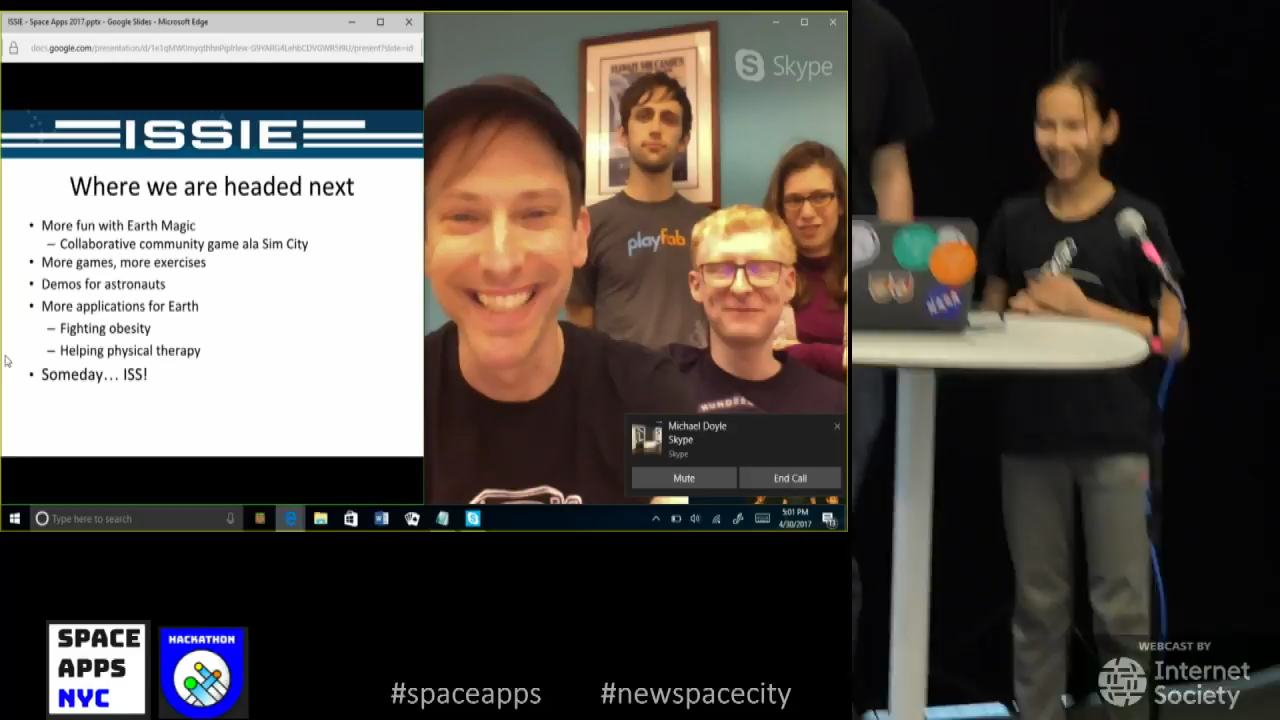 ISSIE - Space Apps 2017.pptx - Google Slides - Microsoft Edge
ISSIE
Where we are headed next
• More fun with Earth Magic
– Collaborative community game ala Sim City
• More games, more exercises
• Demos for astronauts
• More applications for Earth
– Fighting obesity
– Helping physical therapy
• Someday... ISS!
Skype
playfab
Michael Doyle
Skype
Skype
Mute
End Call
Type here to search
5:01 PM
4/30/2017
NASA
SPACE
APPS
NYC
HACKATHON
#spaceapps
#newspacecity
WEBCAST BY
Internet
Society